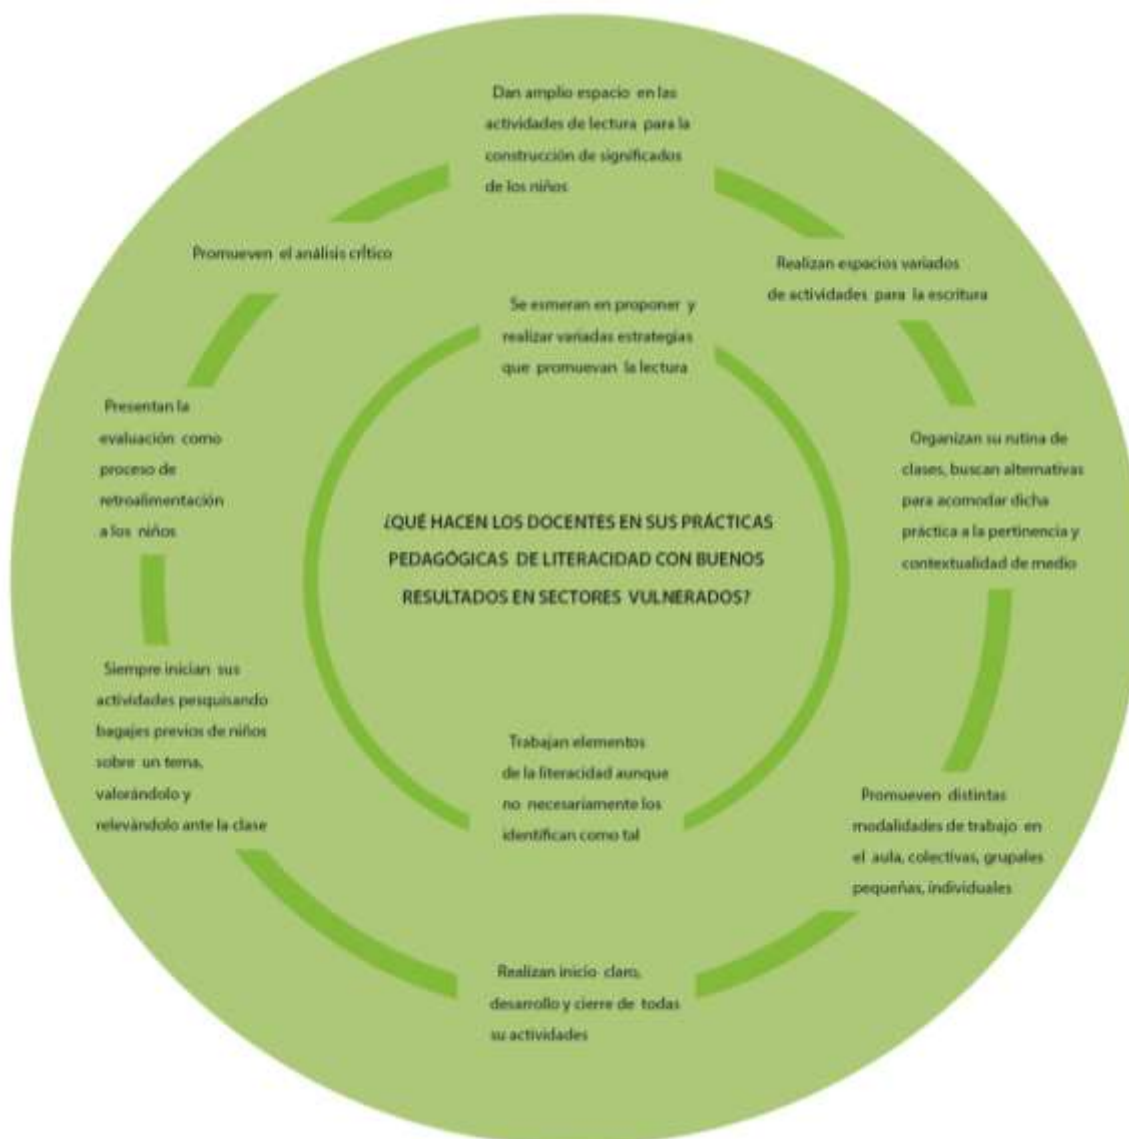 Dan amplio espacio en las
actividades de lectura para la
construcción de significados
de los niños
Realizan espacios variados
de actividades para la escritura
Organizan su rutina de
clases, buscan alternativas
para acomodar dicha
práctica a la pertinencia y
contextualidad de medio
Promueven distintas
modalidades de trabajo en
el aula, colectivas, grupales
pequeñas, individuales
Realizan inicio claro,
desarrollo y cierre de todas
su actividades
Siempre inician sus
actividades pesquisando
bagajes previos de niños
sobre un tema,
valorándolo y
relevándolo ante la clase
Presentan la
evaluación como
proceso de
retroalimentación
a los niños
Promueven el análisis crítico
Se esmeran en proponer y
realizar variadas estrategias
que promuevan la lectura
¿QUÉ HACEN LOS DOCENTES EN SUS PRÁCTICAS
PEDAGÓGICAS DE LITERACIDAD CON BUENOS
RESULTADOS EN SECTORES VULNERADOS?
Trabajan elementos
de la literacidad aunque
no necesariamente los
identifican como tal